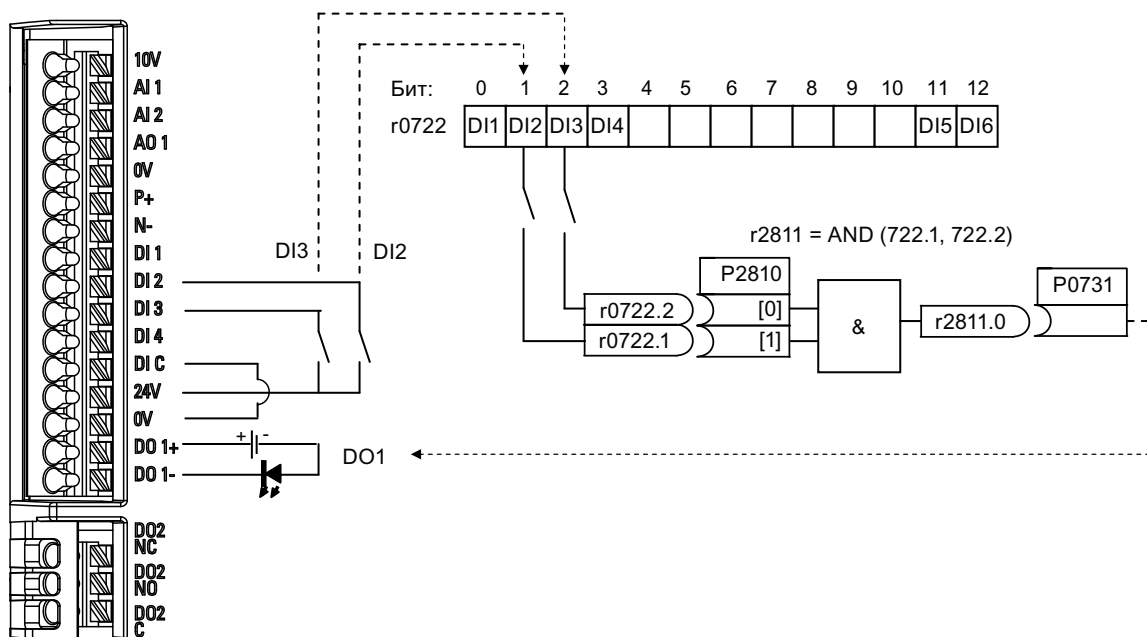 10V
AI 1
AI 2
AO 1
0V
P+
N-
DI 1
DI 2
DI 3
DI 4
DI C
24V
0V
DO 1+
DO 1-
DO2
NC
DO2
NO
DO2
C
DI3 DI2
+ -
DO1
Бит: 0 1 2 3 4 5 6 7 8 9 10 11 12
r0722 DI1 DI2 DI3 DI4 DI5 DI6
r2811 = AND (722.1, 722.2)
P2810
r0722.2 [0]
r0722.1 [1]
&
r2811.0
P0731